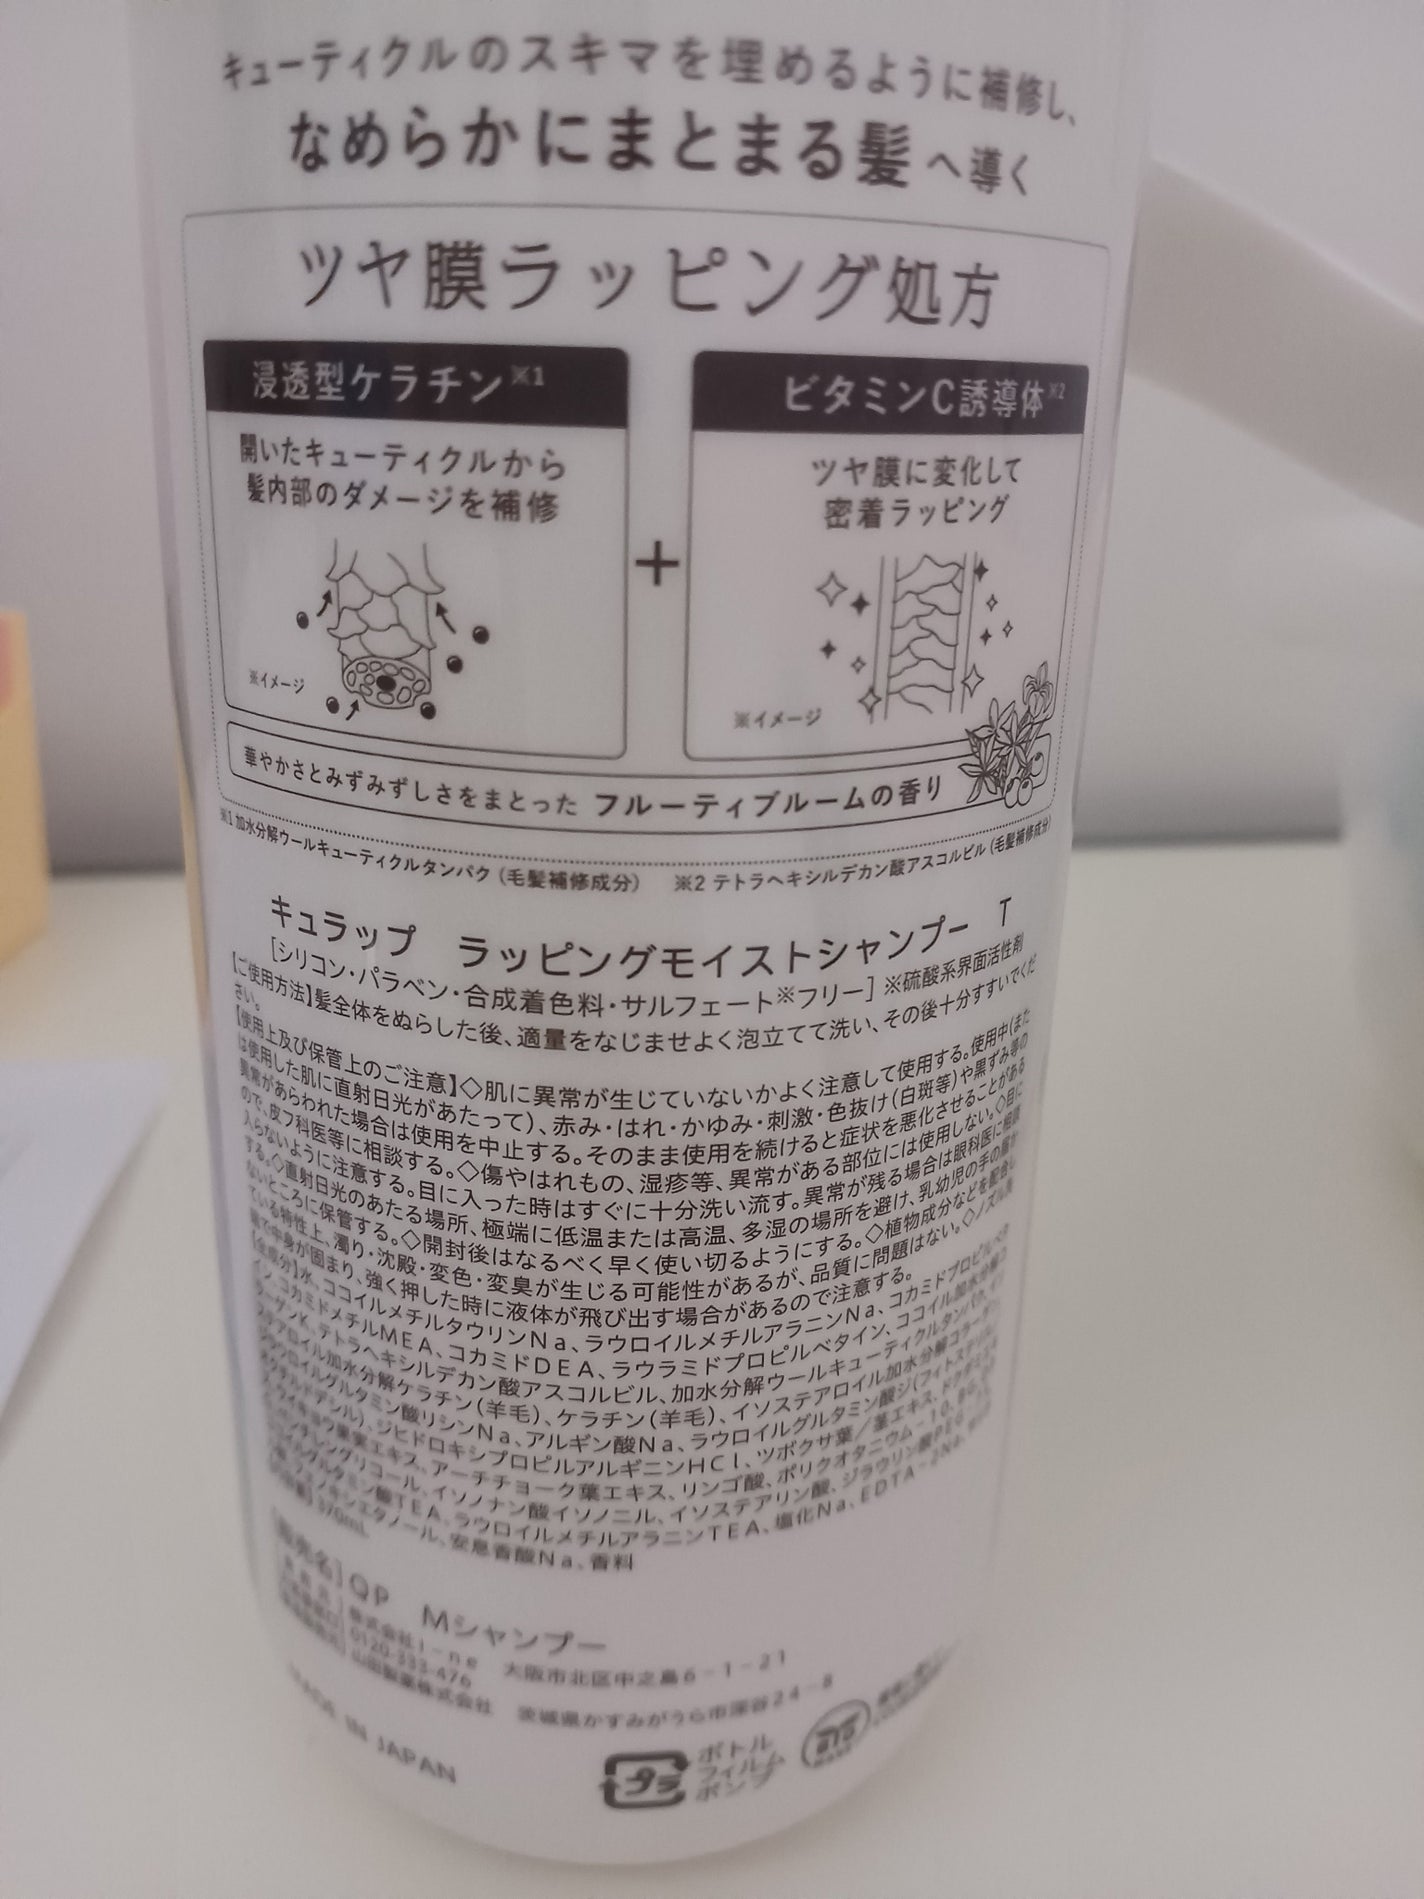 キューティクルのスキマを埋めるように補修し、
なめらかにまとまる髪へ導く
ツヤ膜ラッピング処方
浸透型ケラチン※1
開いたキューティクルから
髪内部のダメージを補修
※イメージ
+
ビタミンC誘導体※2
ツヤ膜に変化して
密着ラッピング
※イメージ
華やかさとみずみずしさをまとった フルーティブルームの香り
※1 加水分解ウールキューティクルタンパク（毛髪補修成分） ※2 テトラヘキシルデカン酸アスコルビル（毛髪補修成分）
キュラップ ラッピングモイストシャンプー T
［シリコン・パラベン・合成着色料・サルフェート※フリー］※硫酸系界面活性剤
【ご使用方法】髪全体をぬらした後、適量をなじませよく泡立てて洗い、その後十分すすいでくだ
さい。
【使用上及び保管上のご注意】◇肌に異常が生じていないかよく注意して使用する。使用中（また
は使用した肌に直射日光があたって）、赤み・はれ・かゆみ・刺激・色抜け（白斑等）や黒ずみ等の
異常があらわれた場合は使用を中止する。そのまま使用を続けると症状を悪化させることがある
ので、皮フ科医等に相談する。◇傷やはれもの、湿疹等、異常がある部位には使用しない。◇目に
入らないように注意する。目に入った時はすぐに十分洗い流す。異常が残る場合は眼科医に相談
する。◇直射日光のあたる場所、極端に低温または高温、多湿の場所を避け、乳幼児の手の届か
ないところに保管する。◇開封後はなるべく早く使い切るようにする。◇植物成分などを配合し
ている特性上、濁り・沈殿・変色・変臭が生じる可能性があるが、品質に問題はない。◇ノズル
で中身が固まり、強く押した時に液体が飛び出す場合があるので注意する。
【全成分】水、ココイルメチルタウリンNa、ラウロイルメチルアラニンNa、コカミドプロピルベタ
イン、コカミドメチルMEA、コカミドDEA、ラウラミドプロピルベタイン、ココイル加水分解コ
ラーゲンK、テトラヘキシルデカン酸アスコルビル、加水分解ウールキューティクルタンパク、イソ
ステアロイル加水分解ケラチン（羊毛）、ケラチン（羊毛）、イソステアロイル加水分解コラーゲン、
ジラウロイルグルタミン酸リシンNa、アルギン酸Na、ラウロイルグルタミン酸ジ（フィトステリル/
オクチルドデシル）、ジヒドロキシプロピルアルギニンHCl、ツボクサ葉/茎エキス、
エキス、アーチチョーク葉エキス、リンゴ酸、ポリクオタニウム－10、BG、
ペンチレングリコール、イソノナン酸イソノニル、イソステアリン酸、ジラウリン酸PEG－
ココイルグルタミン酸TEA、ラウロイルメチルアラニンTEA、塩化Na、EDTA－2Na、
フェノキシエタノール、安息香酸Na、香料
370mL
【販売名】QP Mシャンプー
株式会社I－ne 大阪市北区中之島6－1－21
0120-333-476
山田製薬株式会社 茨城県かすみがうら市深谷24－8
MADE IN JAPAN
プラ
ボトル
フィルム
ポンプ